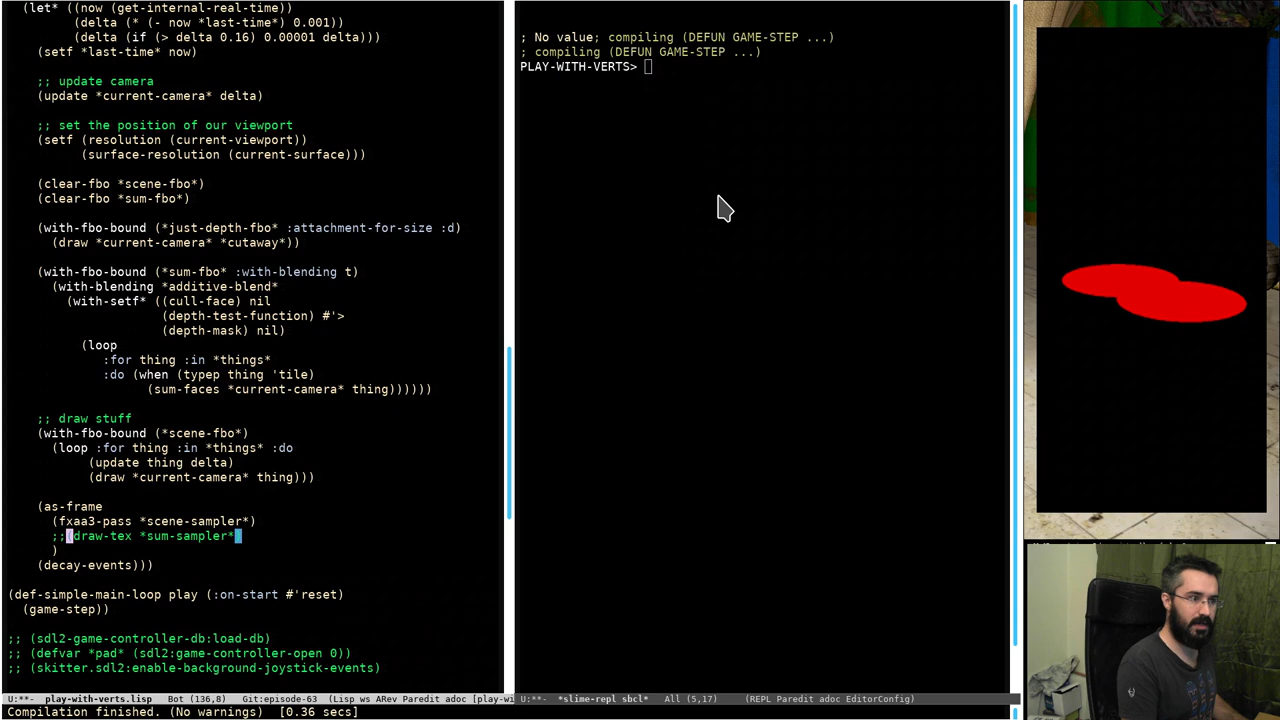 (let* ((now (get-internal-real-time))
(delta (* (- now *last-time*) 0.001))
(delta (if (> delta 0.16) 0.00001 delta)))
(setf *last-time* now)
;; update camera
(update *current-camera* delta)
;; set the position of our viewport
(setf (resolution (current-viewport))
(surface-resolution (current-surface)))
(clear-fbo *scene-fbo*)
(clear-fbo *sum-fbo*)
(with-fbo-bound (*just-depth-fbo* :attachment-for-size :d)
(draw *current-camera* *cutaway*))
(with-fbo-bound (*sum-fbo* :with-blending t)
(with-blending *additive-blend*
(with-setf* ((cull-face) nil
(depth-test-function) #'>
(depth-mask) nil)
(loop
:for thing :in *things*
:do (when (typep thing 'tile)
(sum-faces *current-camera* thing))))))
;; draw stuff
(with-fbo-bound (*scene-fbo*)
(loop :for thing :in *things* :do
(update thing delta)
(draw *current-camera* thing)))
(as-frame
(fxaa3-pass *scene-sampler*)
;;(draw-tex *sum-sampler*)
)
(decay-events)))
(def-simple-main-loop play (:on-start #'reset)
(game-step))
;; (sdl2-game-controller-db:load-db)
;; (defvar *pad* (sdl2:game-controller-open 0))
;; (skitter.sdl2:enable-background-joystick-events)
U:**-  play-with-verts.lisp   Bot (136,8)   Git:episode-63  (Lisp ws ARev Paredit adoc [play-wi
Compilation finished. (No warnings)  [0.36 secs]
; No value; compiling (DEFUN GAME-STEP ...)
; compiling (DEFUN GAME-STEP ...)
PLAY-WITH-VERTS>
U:**-  *slime-repl sbcl*   All (5,17)   (REPL Paredit adoc EditorConfig)